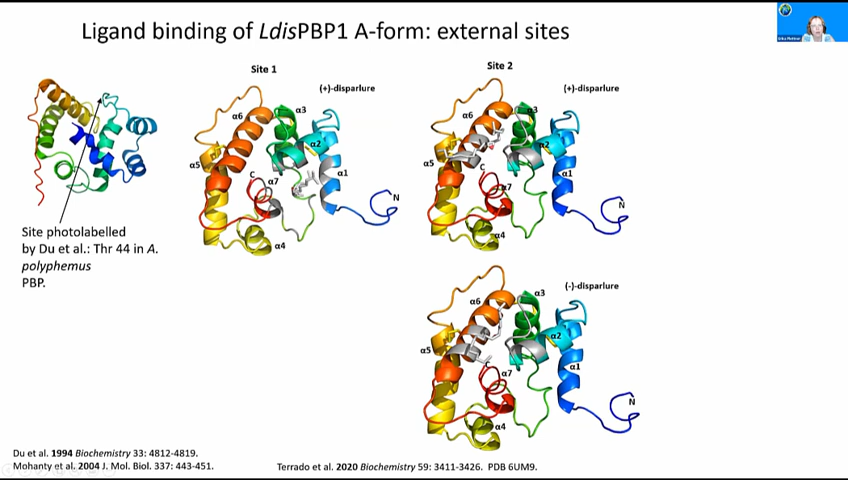 Ligand binding of LdisPBP1 A-form: external sites
Site 1
(+)-disparlure
α6
α3
α2
α5
α1
C
α7
N
α4
Site 2
(+)-disparlure
α6
α3
α2
α5
α1
C
α7
N
α4
(-)-disparlure
α6
α3
α2
α5
α1
C
α7
N
α4
Site photolabelled
by Du et al.: Thr 44 in A.
polyphemus
PBP.
Du et al. 1994 Biochemistry 33: 4812-4819.
Mohanty et al. 2004 J. Mol. Biol. 337: 443-451.
Terrado et al. 2020 Biochemistry 59: 3411-3426. PDB 6UM9.